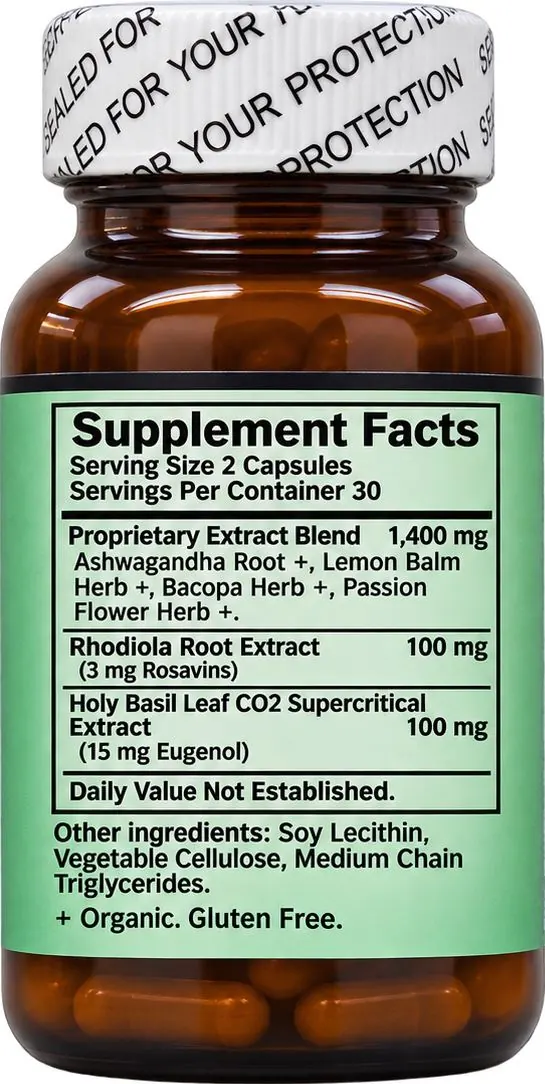 SEALED FOR
SEALED FOR YOUR
FOR YOUR PROTECTION
PROTECTION
Supplement Facts
Serving Size 2 Capsules
Servings Per Container 30
Proprietary Extract Blend 1,400 mg
Ashwagandha Root +, Lemon Balm
Herb +, Bacopa Herb +, Passion
Flower Herb +.
Rhodiola Root Extract 100 mg
(3 mg Rosavins)
Holy Basil Leaf CO2 Supercritical
Extract 100 mg
(15 mg Eugenol)
Daily Value Not Established.
Other ingredients: Soy Lecithin,
Vegetable Cellulose, Medium Chain
Triglycerides.
+ Organic. Gluten Free.